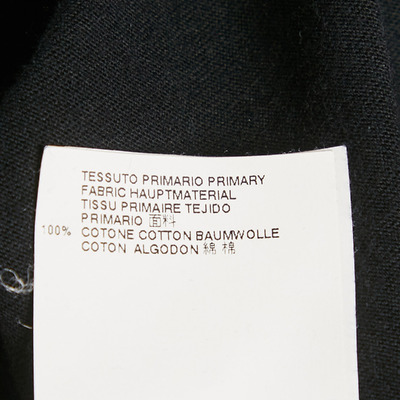 TESSUTO PRIMARIO PRIMARY
FABRIC HAUPTMATERIAL
TISSU PRIMAIRE TEJIDO
PRIMARIO 面料
100% COTONE COTTON BAUMWOLLE
COTON ALGODON 綿 棉